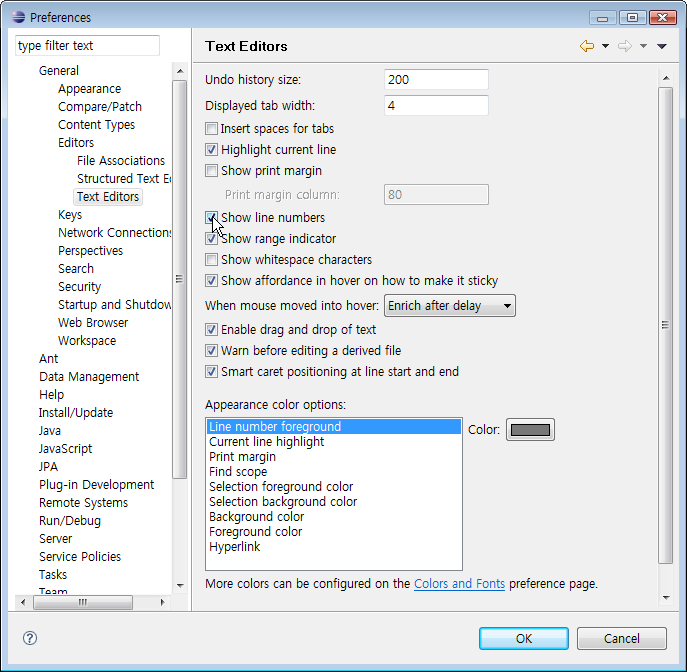 Preferences
type filter text
General
Appearance
Compare/Patch
Content Types
Editors
File Associations
Structured Text E
Text Editors
Keys
Network Connections
Perspectives
Search
Security
Startup and Shutdow
Web Browser
Workspace
Ant
Data Management
Help
Install/Update
Java
JavaScript
JPA
Plug-in Development
Remote Systems
Run/Debug
Server
Service Policies
Tasks
Team
Text Editors
Undo history size: 200
Displayed tab width: 4
Insert spaces for tabs
Highlight current line
Show print margin
Print margin column: 80
Show line numbers
Show range indicator
Show whitespace characters
Show affordance in hover on how to make it sticky
When mouse moved into hover: Enrich after delay
Enable drag and drop of text
Warn before editing a derived file
Smart caret positioning at line start and end
Appearance color options:
Line number foreground
Current line highlight
Print margin
Find scope
Selection foreground color
Selection background color
Background color
Foreground color
Hyperlink
Color:
More colors can be configured on the Colors and Fonts preference page.
?
OK
Cancel